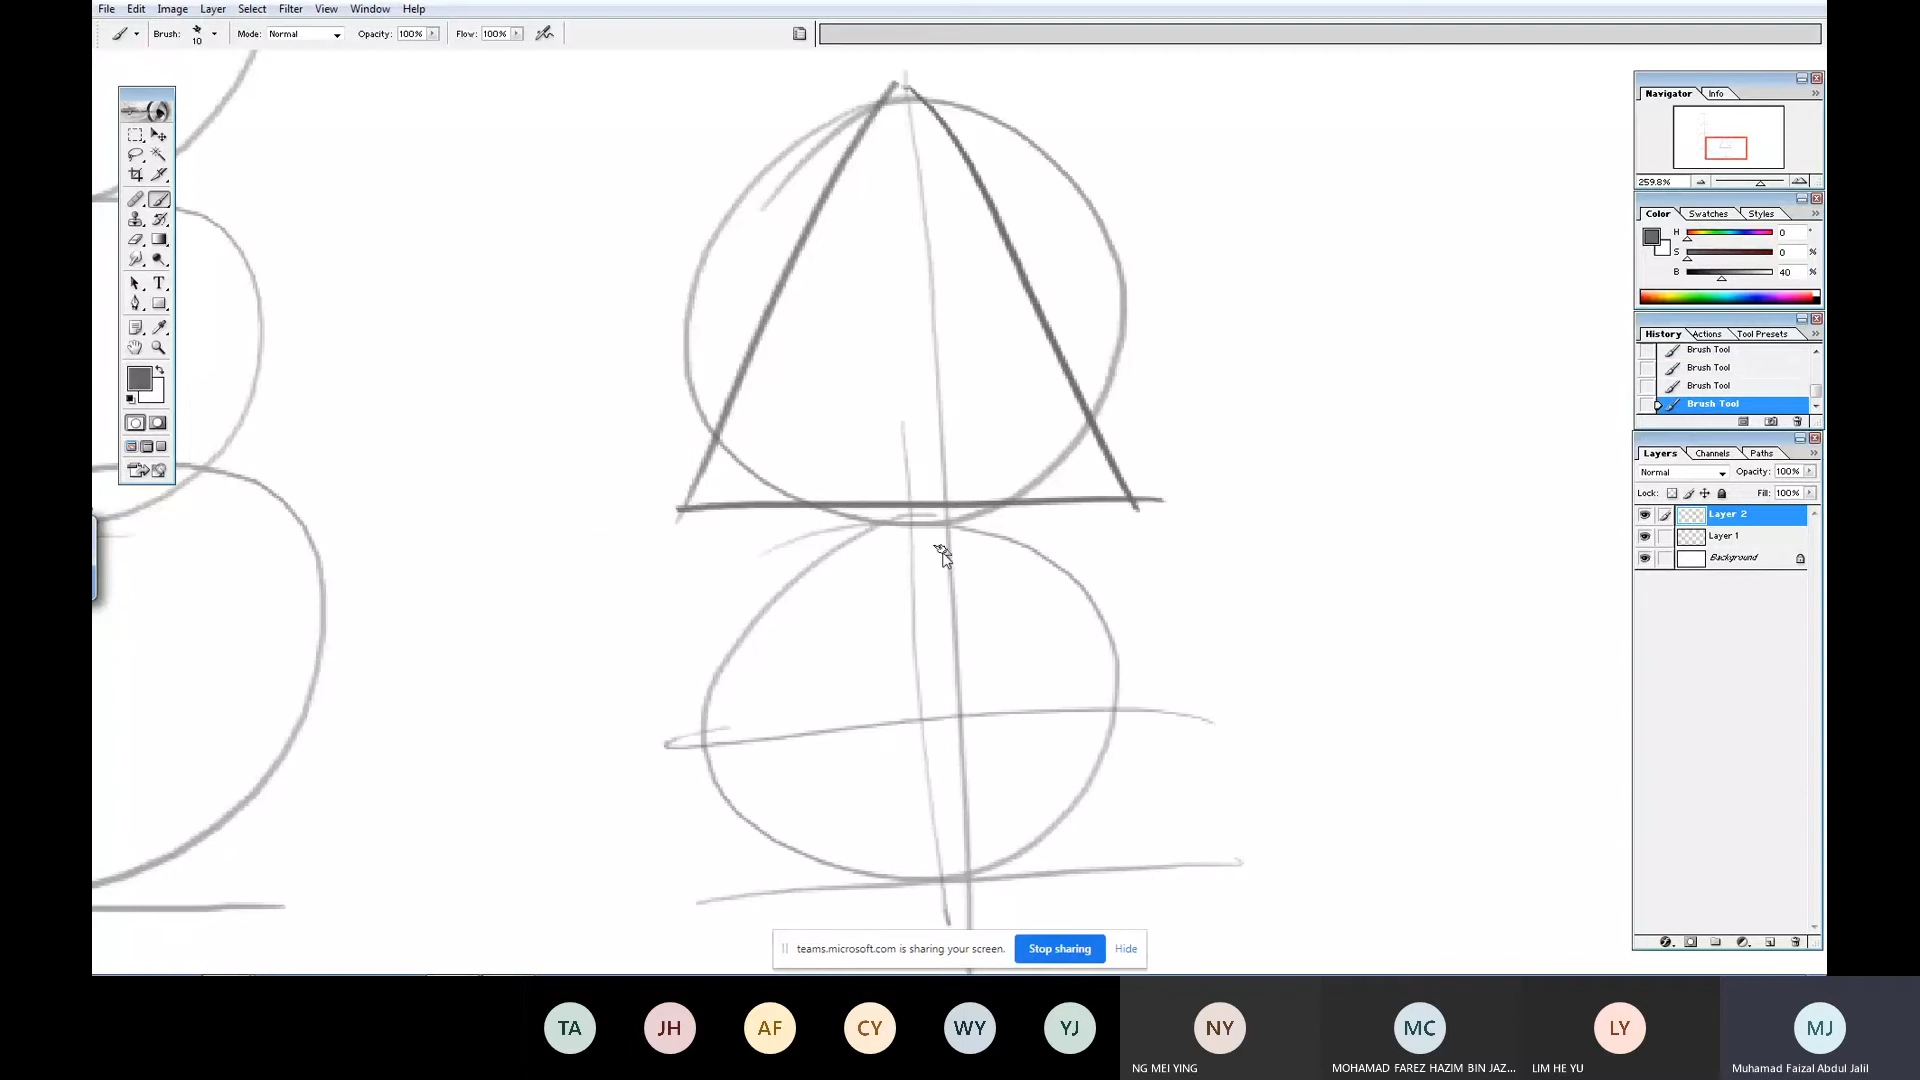 File Edit Image Layer Select Filter View Window Help
Brush: 10 Mode: Normal Opacity: 100% Flow: 100%
Navigator Info
259.8%
Color Swatches Styles
H 0 °
S 0 %
B 40 %
History Actions Tool Presets
Brush Tool
Brush Tool
Brush Tool
Brush Tool
Layers Channels Paths
Normal Opacity: 100%
Lock: Fill: 100%
Layer 2
Layer 1
Background
teams.microsoft.com is sharing your screen. Stop sharing Hide
TA JH AF CY WY YJ NY MC LY MJ
NG MEI YING MOHAMAD FAREZ HAZIM BIN JAZ... LIM HE YU Muhamad Faizal Abdul Jalil